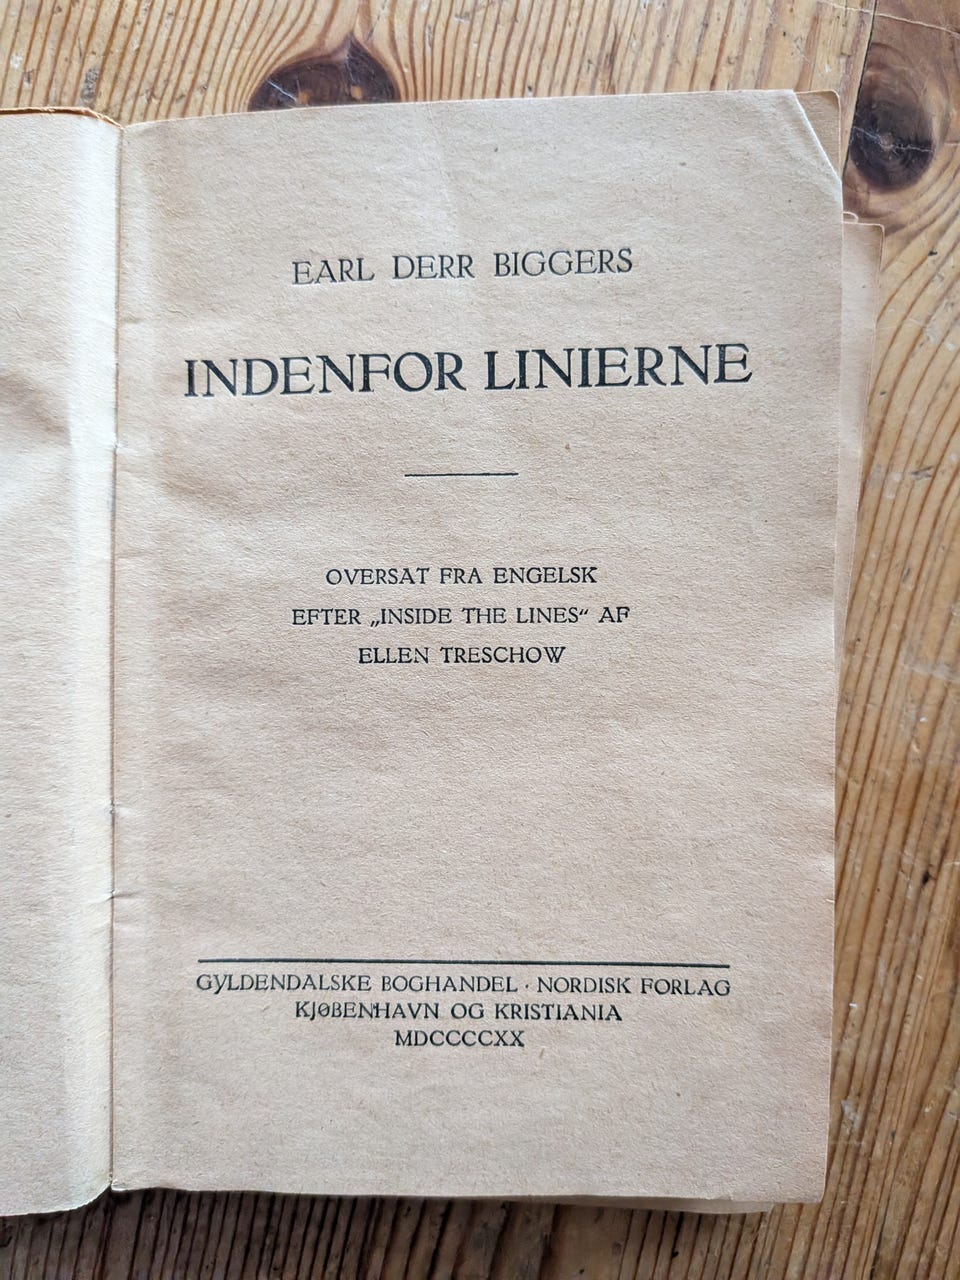 EARL DERR BIGGERS
INDENFOR LINIERNE
OVERSAT FRA ENGELSK
EFTER „INSIDE THE LINES“ AF
ELLEN TRESCHOW
GYLDENDALSKE BOGHANDEL · NORDISK FORLAG
KJØBENHAVN OG KRISTIANIA
MDCCCCXX